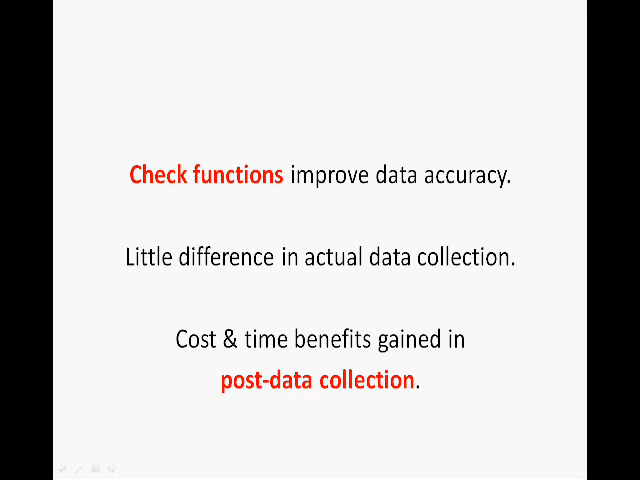 Check functions improve data accuracy.
Little difference in actual data collection.
Cost & time benefits gained in
post-data collection.